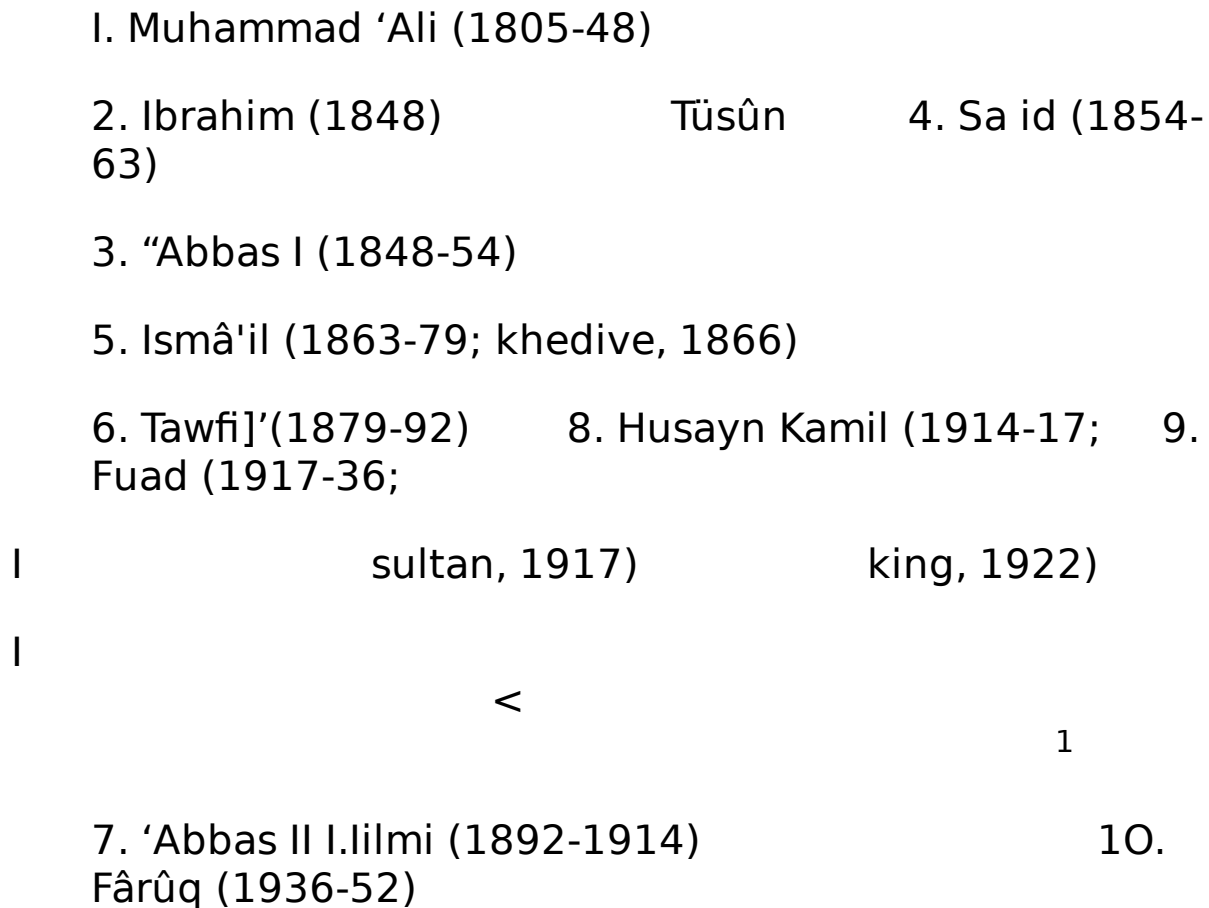 I. Muhammad ‘Ali (1805-48)
2. Ibrahim (1848) Tüsûn 4. Sa id (1854-
63)
3. “Abbas I (1848-54)
5. Ismâ'il (1863-79; khedive, 1866)
6. Tawfi]’(1879-92) 8. Husayn Kamil (1914-17; 9.
Fuad (1917-36;
I sultan, 1917) king, 1922)
I
<
1
7. ‘Abbas II I.Iilmi (1892-1914) 1O.
Fârûq (1936-52)